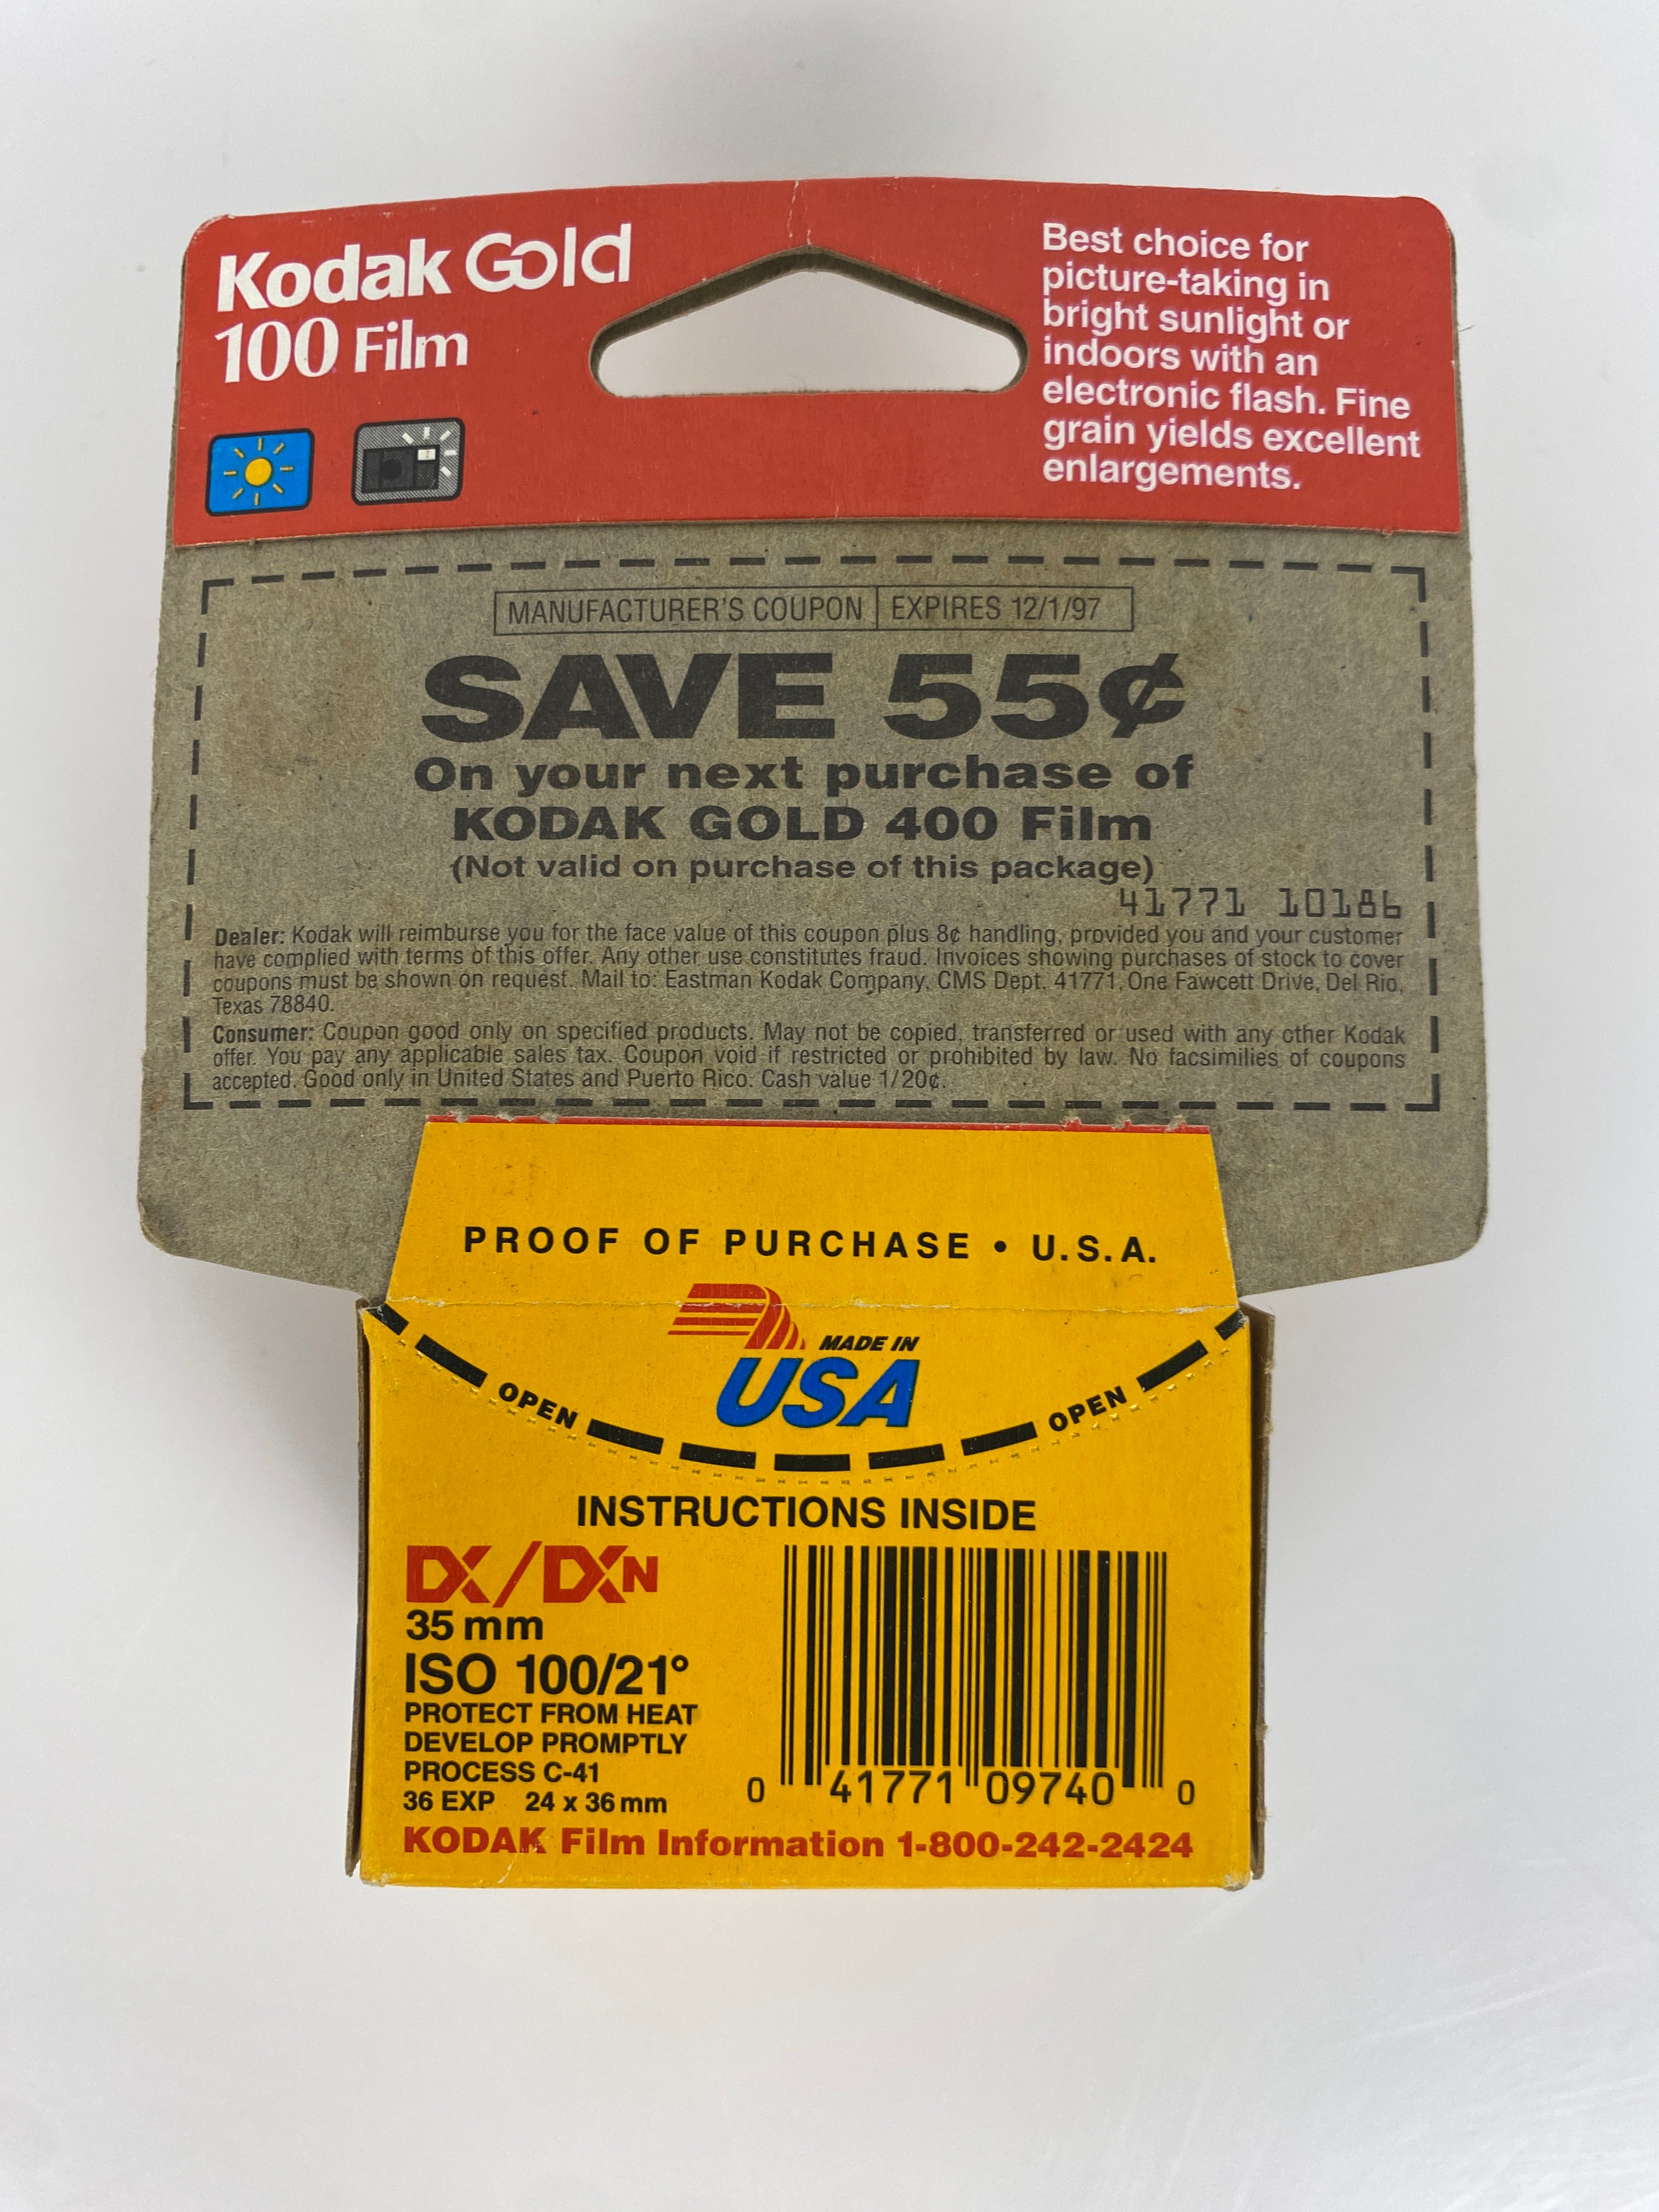 Kodak Gold
100 Film
Best choice for
picture-taking in
bright sunlight or
indoors with an
electronic flash. Fine
grain yields excellent
enlargements.
MANUFACTURER'S COUPON EXPIRES 12/1/97
SAVE 55¢
On your next purchase of
KODAK GOLD 400 Film
(Not valid on purchase of this package)
41771 10186
Dealer: Kodak will reimburse you for the face value of this coupon plus 8¢ handling, provided you and your customer
have complied with terms of this offer. Any other use constitutes fraud. Invoices showing purchases of stock to cover
coupons must be shown on request. Mail to: Eastman Kodak Company, CMS Dept. 41771, One Fawcett Drive, Del Rio,
Texas 78840.
Consumer: Coupon good only on specified products. May not be copied, transferred or used with any other Kodak
offer. You pay any applicable sales tax. Coupon void if restricted or prohibited by law. No facsimilies of coupons
accepted. Good only in United States and Puerto Rico. Cash value 1/20¢.
PROOF OF PURCHASE • U.S.A.
MADE IN
USA
OPEN OPEN
INSTRUCTIONS INSIDE
DX/DXN
35 mm
ISO 100/21°
PROTECT FROM HEAT
DEVELOP PROMPTLY
PROCESS C-41
36 EXP 24 x 36 mm
0 41771 09740 0
KODAK Film Information 1-800-242-2424